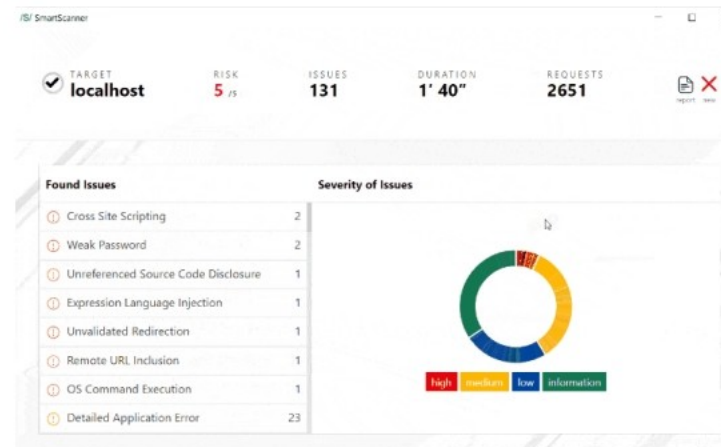 /S/ SmartScanner
TARGET
localhost
RISK
5 /5
ISSUES
131
DURATION
1' 40"
REQUESTS
2651
report
new
Found Issues
Cross Site Scripting 2
Weak Password 2
Unreferenced Source Code Disclosure 1
Expression Language Injection 1
Unvalidated Redirection 1
Remote URL Inclusion 1
OS Command Execution 1
Detailed Application Error 23
Severity of Issues
high medium low information